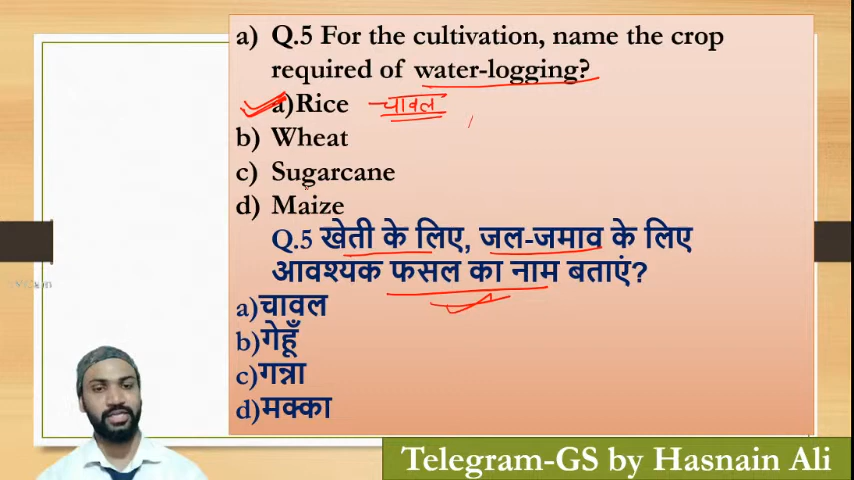 a) Q.5 For the cultivation, name the crop
required of water-logging?
a)Rice चावल
b) Wheat
c) Sugarcane
d) Maize
Q.5 खेती के लिए, जल-जमाव के लिए
आवश्यक फसल का नाम बताएं?
a)चावल
b)गेहूँ
c)गन्ना
d)मक्का
Telegram-GS by Hasnain Ali